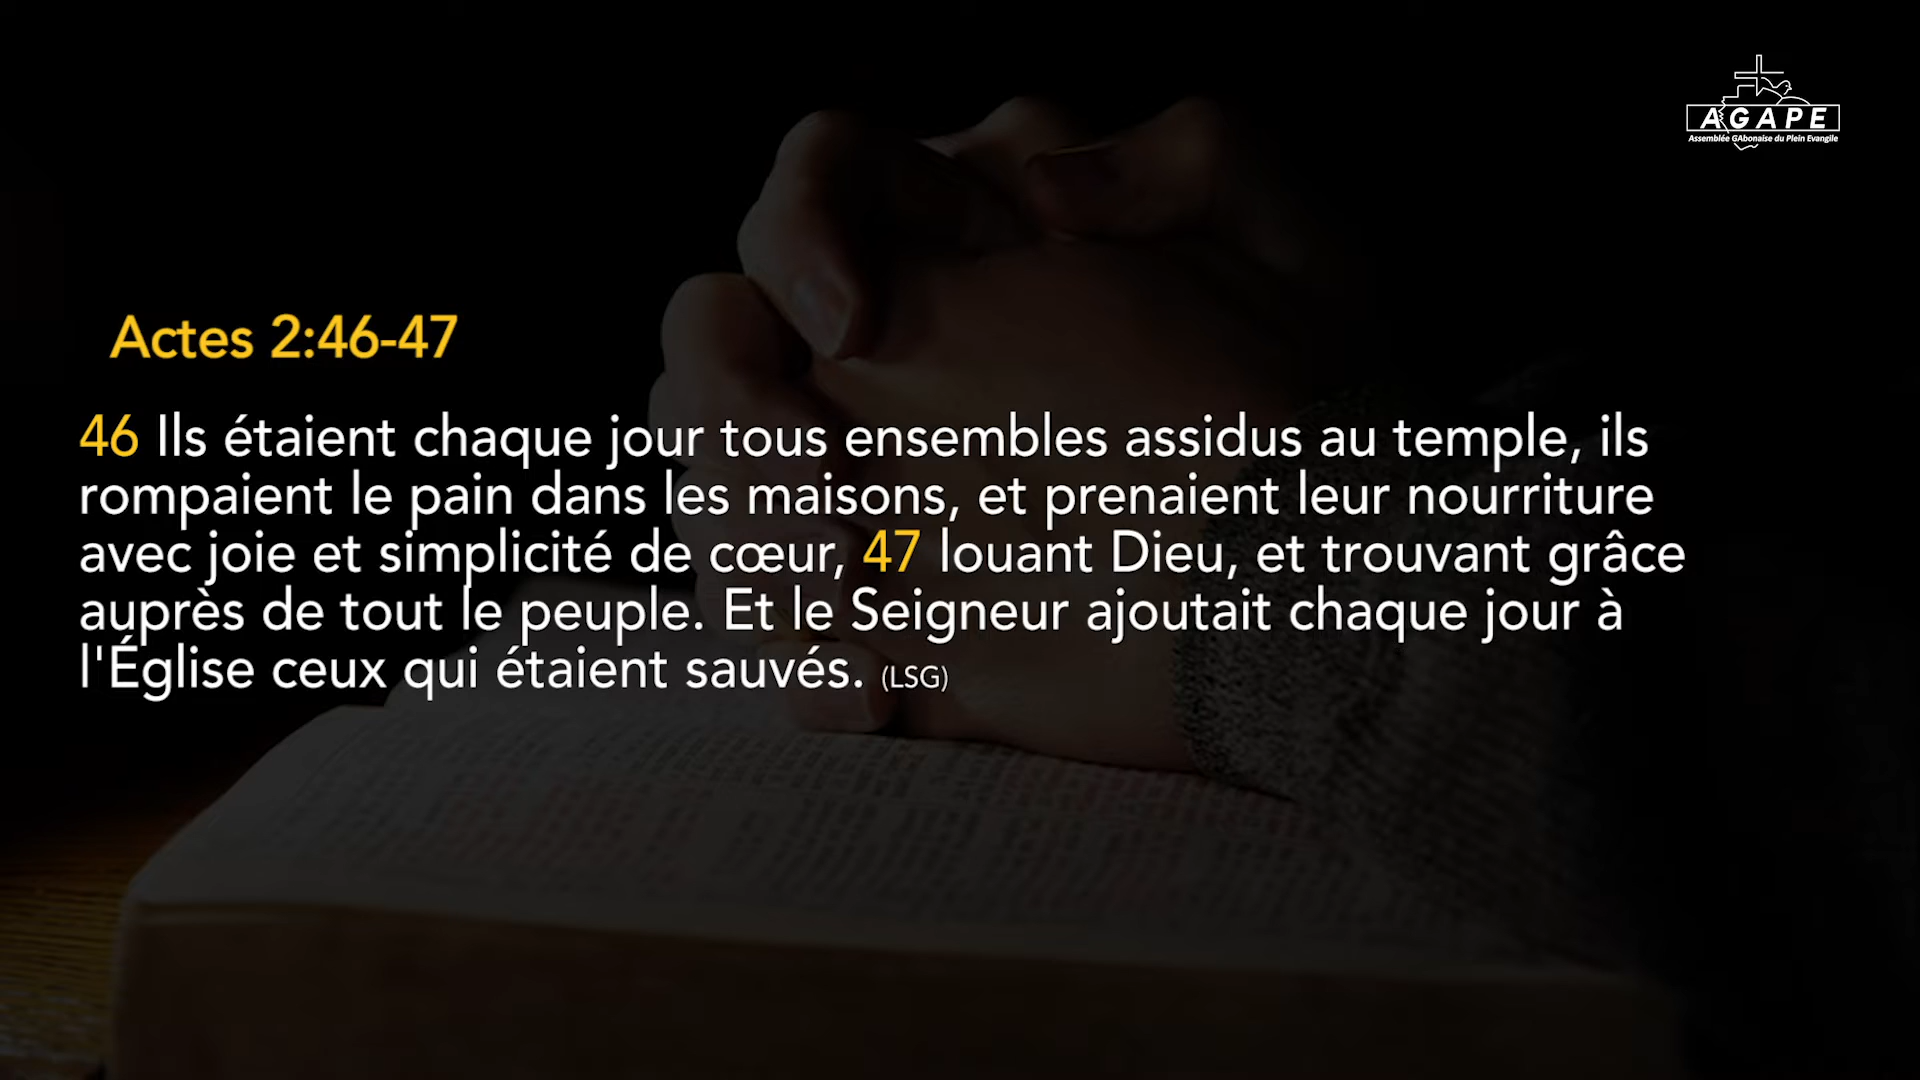 AGAPE
Assemblée GAbonaise du Plein Evangile
Actes 2:46-47
46 Ils étaient chaque jour tous ensembles assidus au temple, ils
rompaient le pain dans les maisons, et prenaient leur nourriture
avec joie et simplicité de cœur, 47 louant Dieu, et trouvant grâce
auprès de tout le peuple. Et le Seigneur ajoutait chaque jour à
l'Église ceux qui étaient sauvés. (LSG)